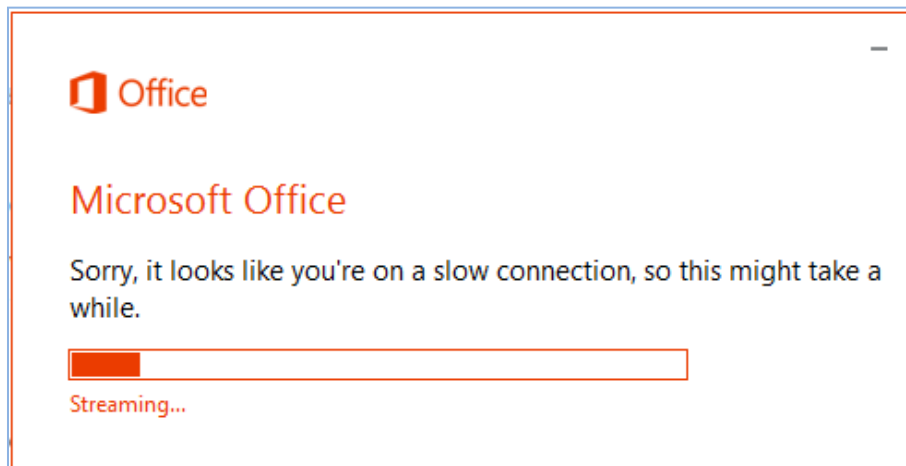 Office
Microsoft Office
Sorry, it looks like you're on a slow connection, so this might take a
while.
Streaming...